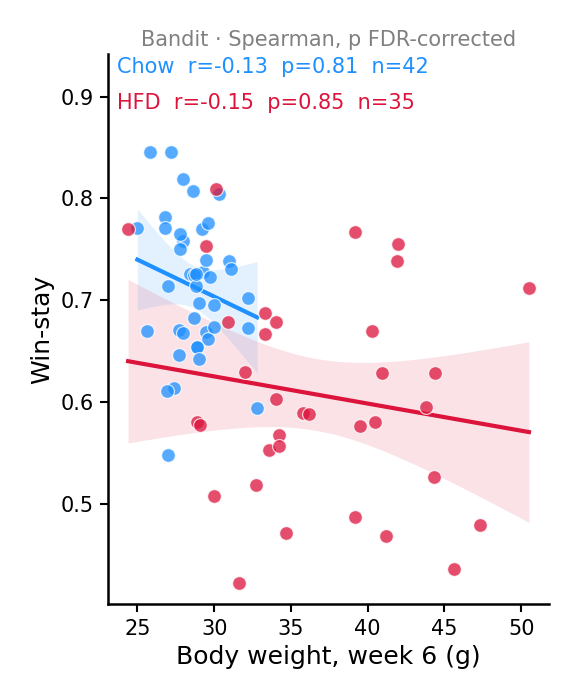 Bandit · Spearman, p FDR-corrected
Chow r=-0.13 p=0.81 n=42
HFD r=-0.15 p=0.85 n=35
0.9
0.8
0.7
0.6
0.5
Win-stay
25 30 35 40 45 50
Body weight, week 6 (g)